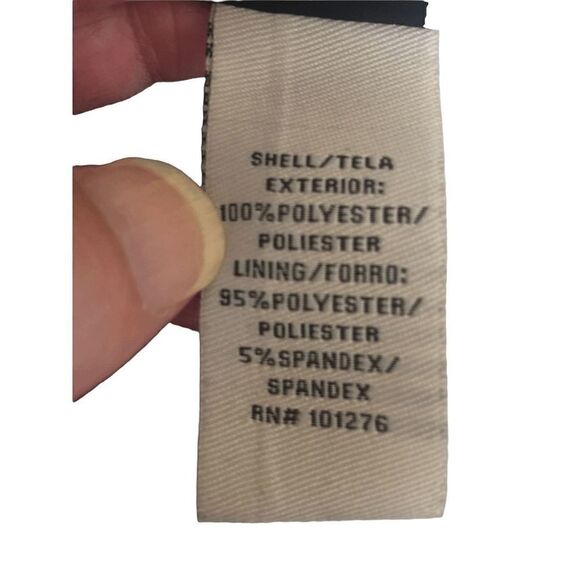 SHELL/TELA
EXTERIOR:
100%POLYESTER/
POLIESTER
LINING/FORRO:
95%POLYESTER/
POLIESTER
5%SPANDEX/
SPANDEX
RN# 101276